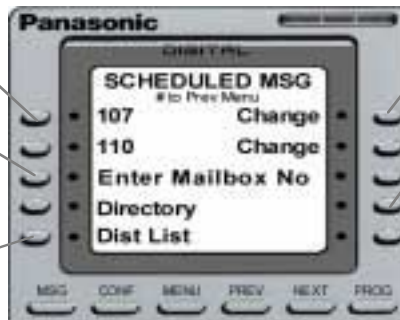 Panasonic
DIGITAL
SCHEDULED MSG
# to Prev Menu
107 Change
110 Change
Enter Mailbox No
Directory
Dist List
MSG CONF MENU PREV NEXT PROG